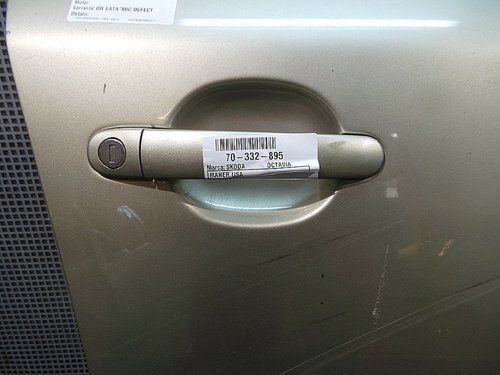 Motor:
Varianta: DR. FATA*MIC DEFECT
Detalii:
70-332-895
Marca: SKODA OCTAVIA
MANER USA